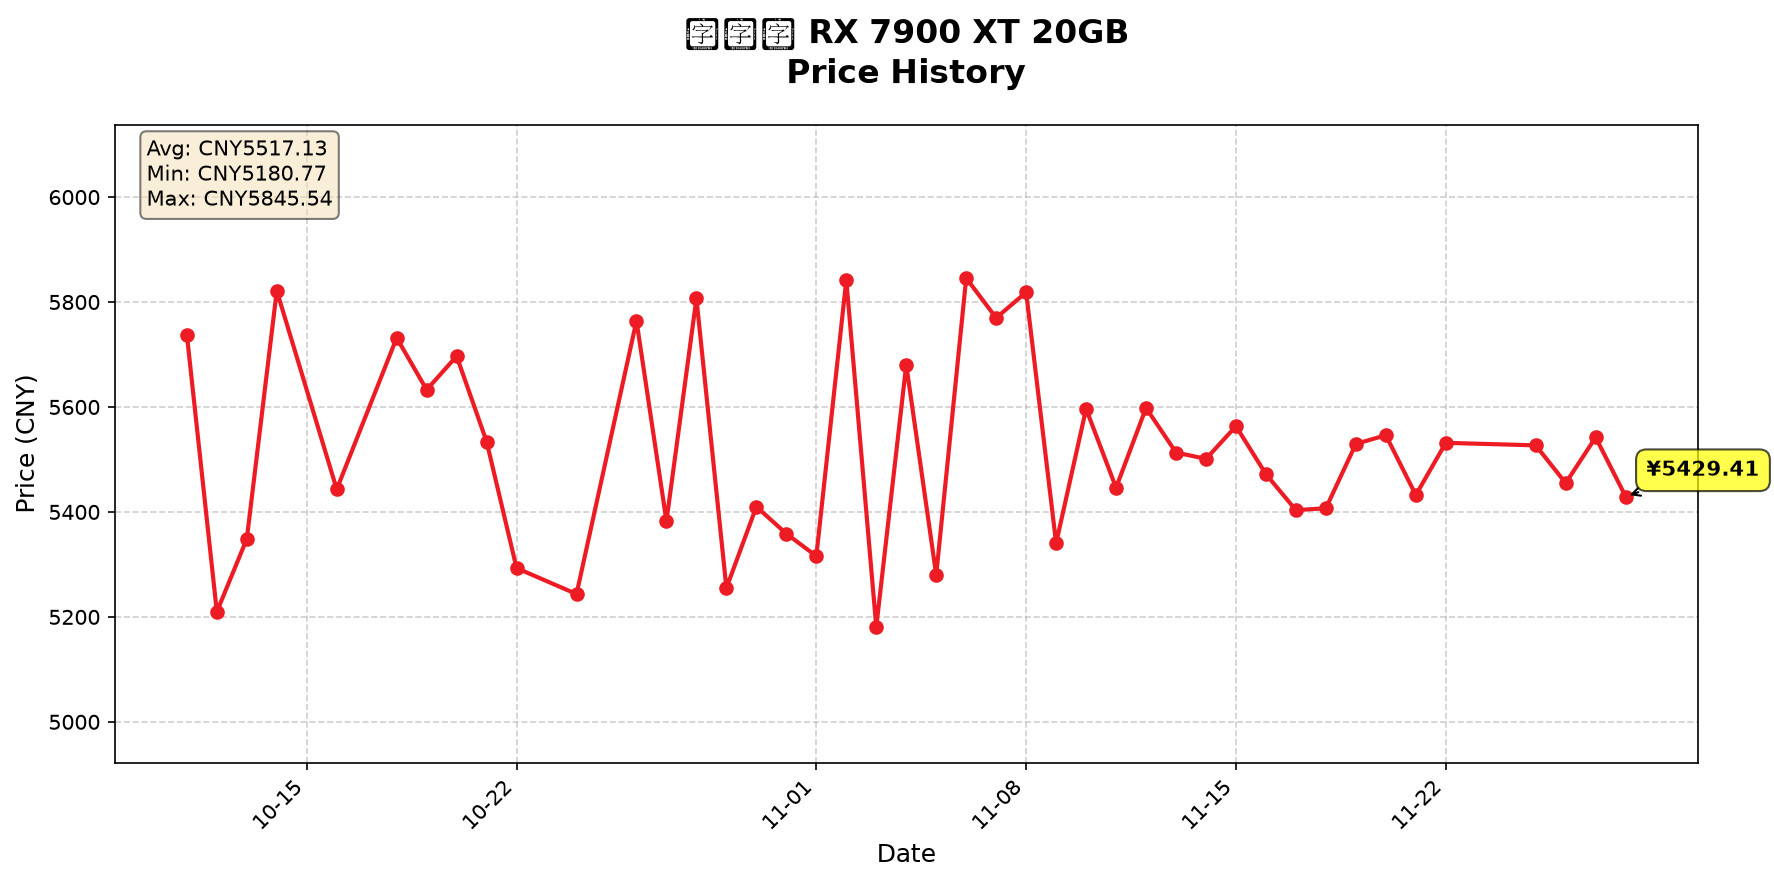 RX 7900 XT 20GB
Price History
Avg: CNY5517.13
Min: CNY5180.77
Max: CNY5845.54
6000
5800
5600
5400
5200
5000
Price (CNY)
¥5429.41
10-15
10-22
11-01
11-08
11-15
11-22
Date